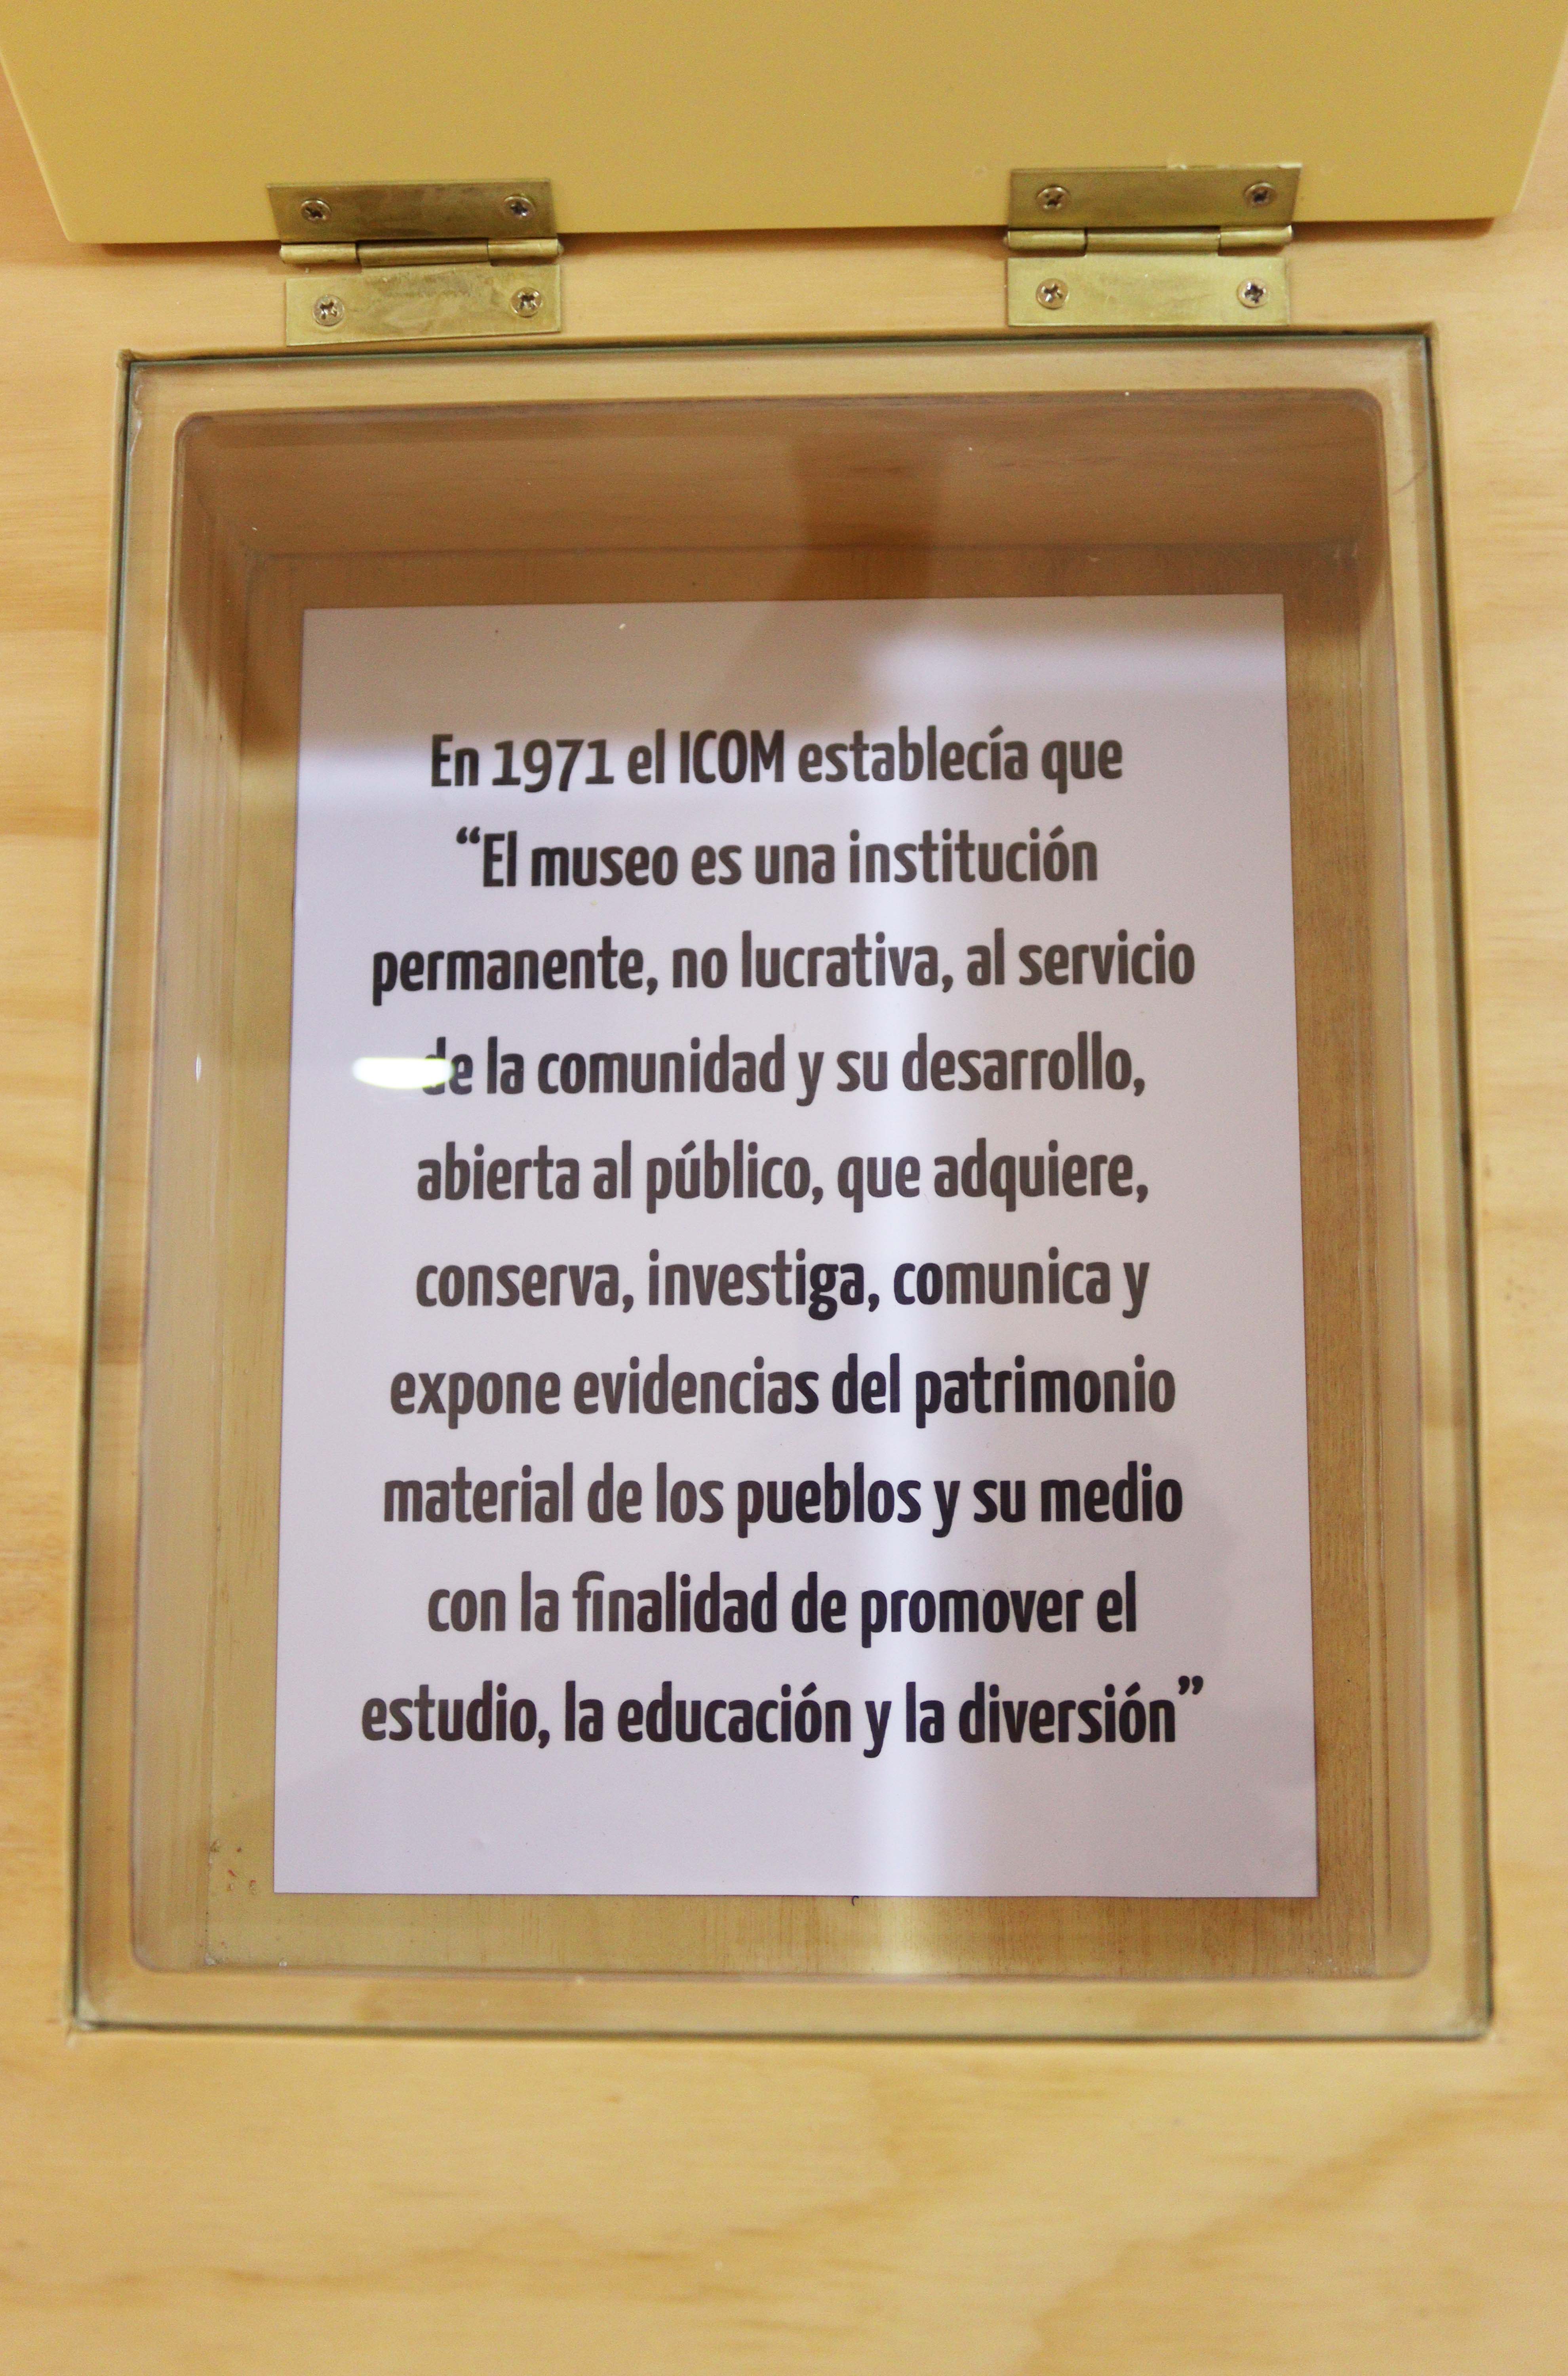 En 1971 el ICOM establecía que
“El museo es una institución
permanente, no lucrativa, al servicio
de la comunidad y su desarrollo,
abierta al público, que adquiere,
conserva, investiga, comunica y
expone evidencias del patrimonio
material de los pueblos y su medio
con la finalidad de promover el
estudio, la educación y la diversión”